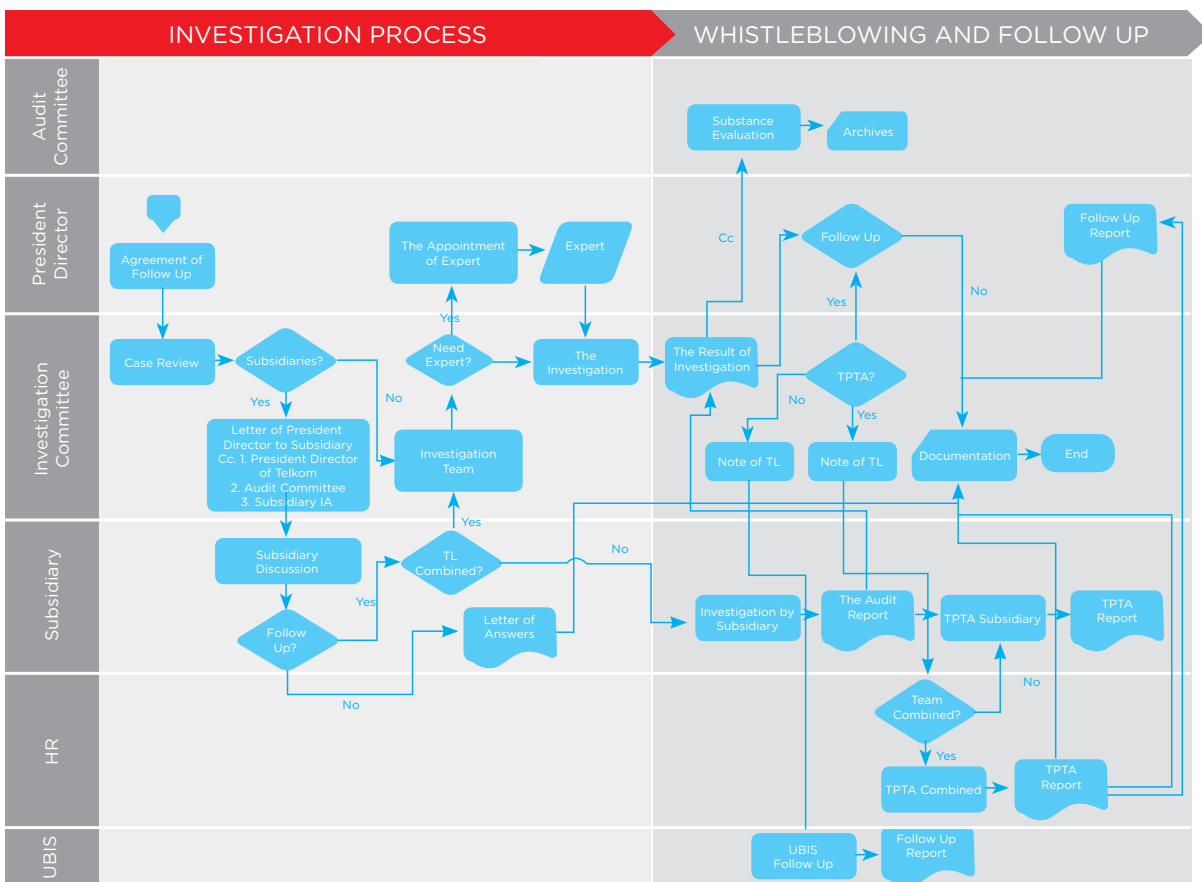 INVESTIGATION PROCESS
WHISTLEBLOWING AND FOLLOW UP
Audit
Committee
Substance
Evaluation
Archives
Cc
President
Director
Agreement of
Follow Up
The Appointment
of Expert
Expert
Follow Up
Follow Up
Report
Yes
Yes
No
Investigation
Committee
Case Review
Subsidiaries?
Need
Expert?
The
Investigation
The Result of
Investigation
TPTA?
Yes
No
No
Yes
Letter of President
Director to Subsidiary
Cc. 1. President Director
of Telkom
2. Audit Committee
3. Subsidiary IA
Investigation
Team
Note of TL
Note of TL
Documentation
End
Yes
Subsidiary
Subsidiary
Discussion
TL
Combined?
No
Yes
Follow
Up?
Letter of
Answers
Investigation by
Subsidiary
The Audit
Report
TPTA Subsidiary
TPTA
Report
No
HR
Team
Combined?
No
Yes
TPTA Combined
TPTA
Report
UBIS
UBIS
Follow Up
Follow Up
Report